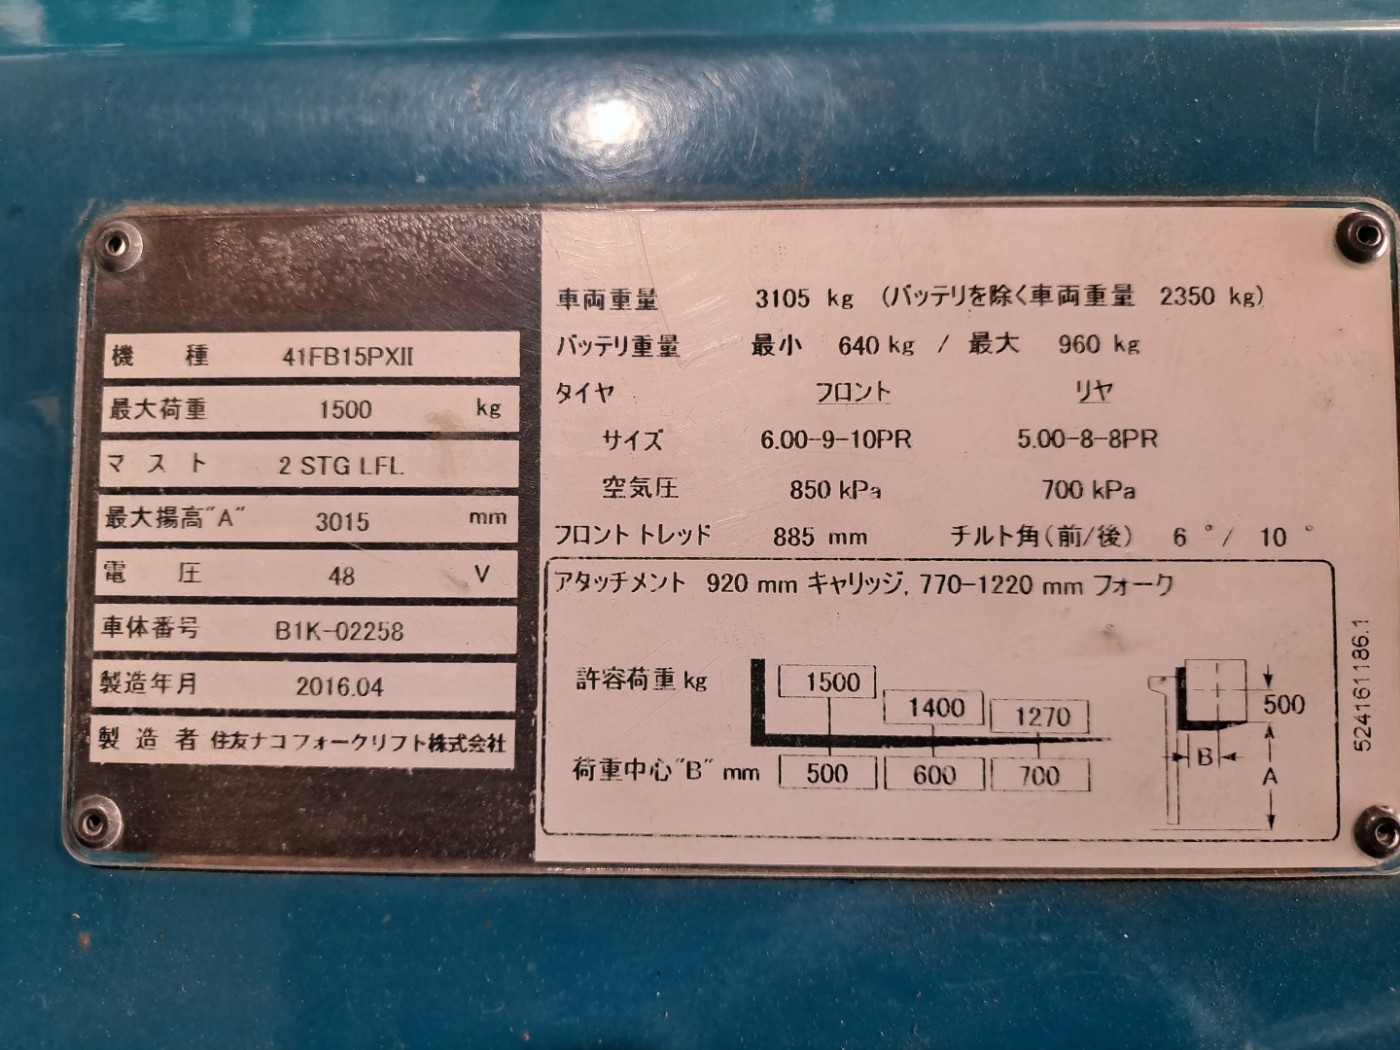 機 種 41FB15PXII
最大荷重 1500 kg
マスト 2 STG LFL
最大揚高"A" 3015 mm
電 圧 48 V
車体番号 B1K-02258
製造年月 2016.04
製造者 住友ナコフォークリフト株式会社
車両重量 3105 kg (バッテリを除く車両重量 2350 kg)
バッテリ重量 最小 640 kg / 最大 960 kg
タイヤ フロント リヤ
サイズ 6.00-9-10PR 5.00-8-8PR
空気圧 850 kPa 700 kPa
フロント トレッド 885 mm チルト角(前/後) 6 °/ 10 °
アタッチメント 920 mm キャリッジ, 770-1220 mm フォーク
許容荷重 kg 1500 1400 1270
荷重中心"B" mm 500 600 700
500
B
A
524161186.1